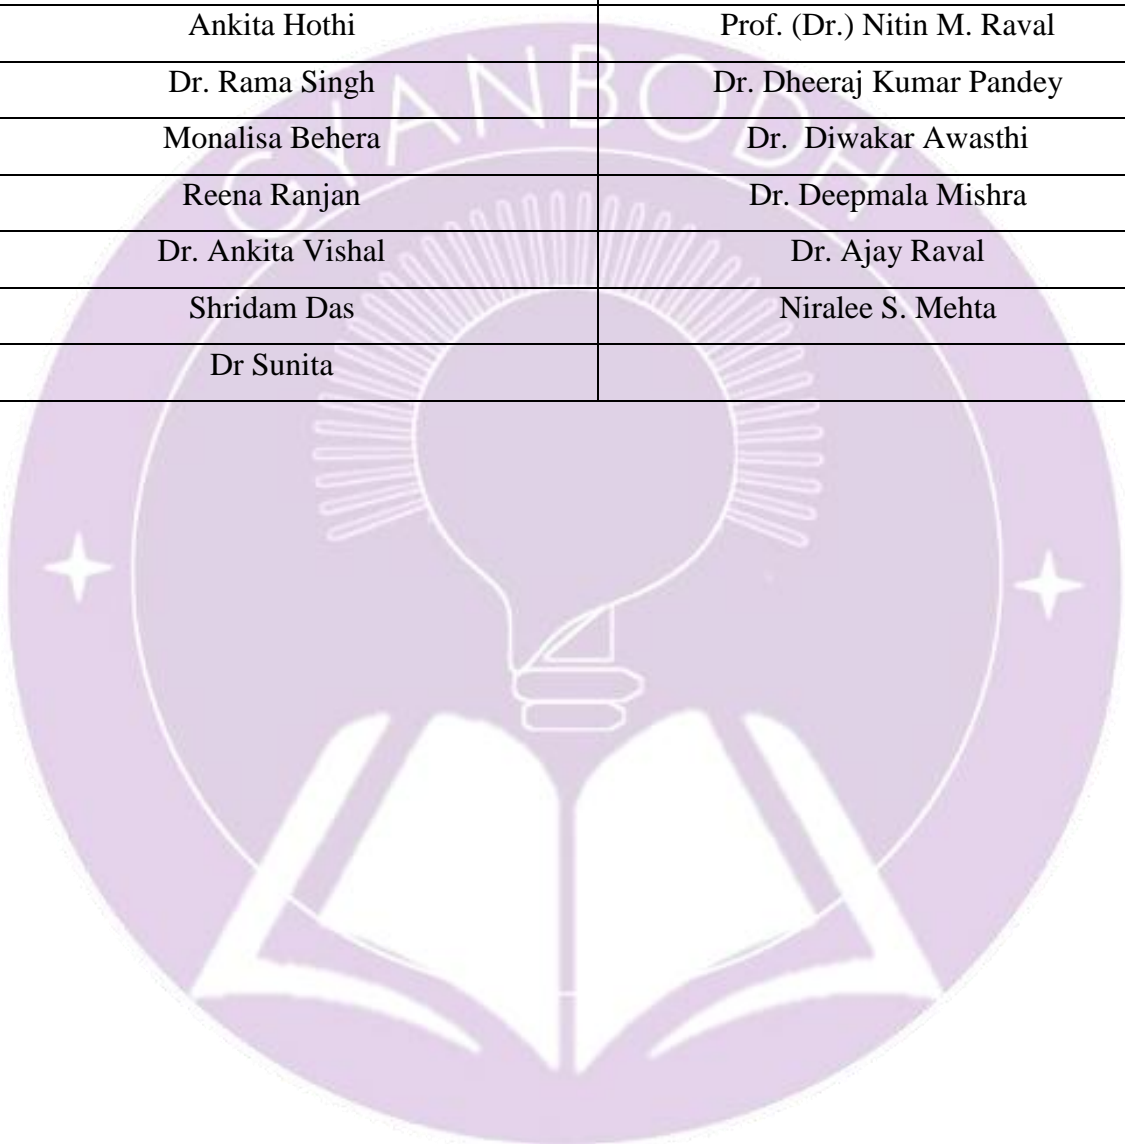 Ankita Hothi Prof. (Dr.) Nitin M. Raval
Dr. Rama Singh Dr. Dheeraj Kumar Pandey
Monalisa Behera Dr. Diwakar Awasthi
Reena Ranjan Dr. Deepmala Mishra
Dr. Ankita Vishal Dr. Ajay Raval
Shridam Das Niralee S. Mehta
Dr Sunita
GYANBODH